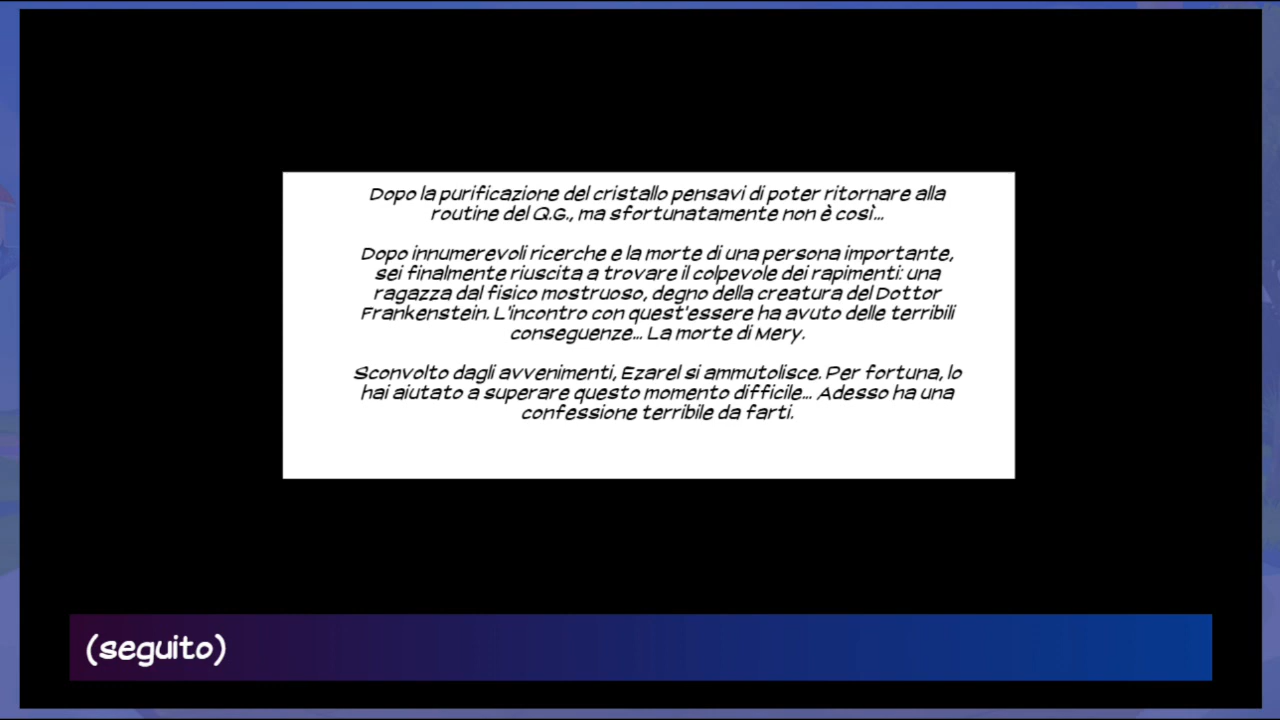 Dopo la purificazione del cristallo pensavi di poter ritornare alla
routine del Q.G., ma sfortunatamente non è così...
Dopo innumerevoli ricerche e la morte di una persona importante,
sei finalmente riuscita a trovare il colpevole dei rapimenti: una
ragazza dal fisico mostruoso, degno della creatura del Dottor
Frankenstein. L'incontro con quest'essere ha avuto delle terribili
conseguenze... La morte di Mery.
Sconvolto dagli avvenimenti, Ezarel si ammutolisce. Per fortuna, lo
hai aiutato a superare questo momento difficile... Adesso ha una
confessione terribile da farti.
(seguito)